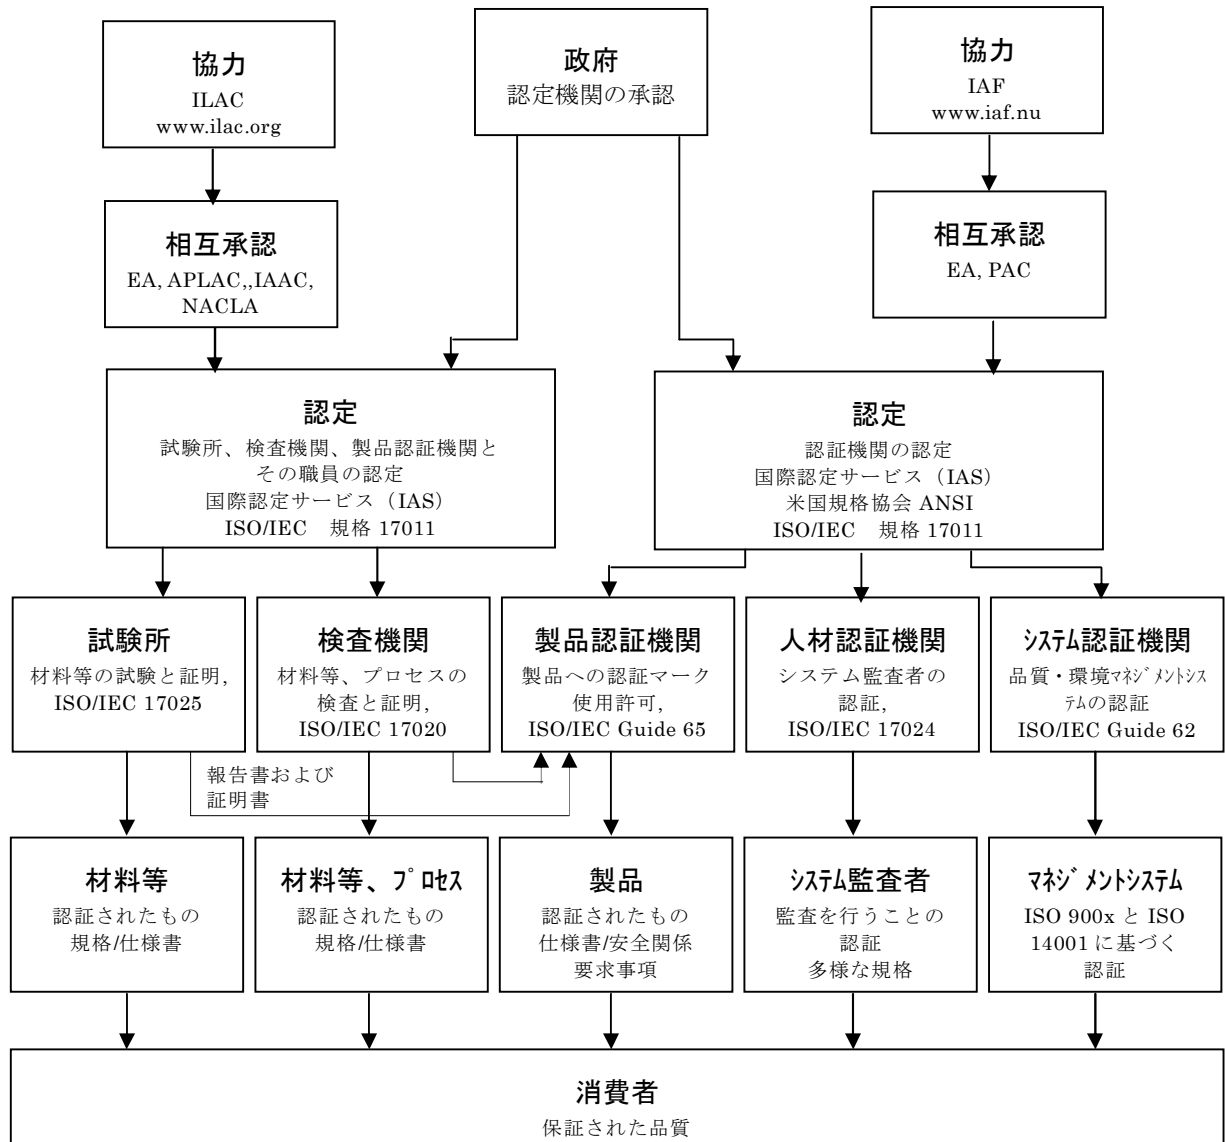 協力
ILAC
www.ilac.org
政府
認定機関の承認
協力
IAF
www.iaf.nu
相互承認
EA, APLAC,,IAAC,
NACLA
相互承認
EA, PAC
認定
試験所、検査機関、製品認証機関と
その職員の認定
国際認定サービス（IAS）
ISO/IEC　規格 17011
認定
認証機関の認定
国際認定サービス（IAS）
米国規格協会 ANSI
ISO/IEC　規格 17011
試験所
材料等の試験と証明,
ISO/IEC 17025
検査機関
材料等、プロセスの
検査と証明,
ISO/IEC 17020
製品認証機関
製品への認証マーク
使用許可,
ISO/IEC Guide 65
人材認証機関
システム監査者の
認証,
ISO/IEC 17024
ｼｽﾃﾑ認証機関
品質・環境ﾏﾈｼﾞﾒﾝﾄｼｽ
ﾃﾑの認証
ISO/IEC Guide 62
報告書および
証明書
材料等
認証されたもの
規格/仕様書
材料等、ﾌﾟﾛｾｽ
認証されたもの
規格/仕様書
製品
認証されたもの
仕様書/安全関係
要求事項
ｼｽﾃﾑ監査者
監査を行うことの
認証
多様な規格
ﾏﾈｼﾞﾒﾝﾄｼｽﾃﾑ
ISO 900x と ISO
14001 に基づく
認証
消費者
保証された品質